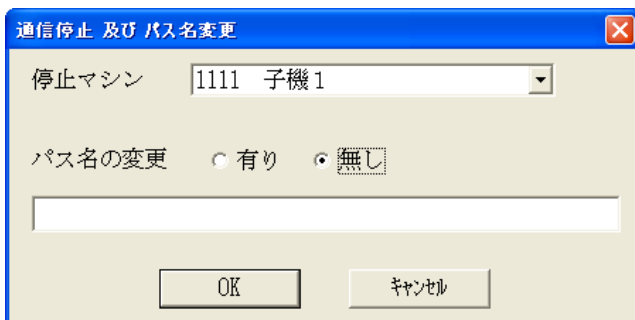 通信停止 及び ﾊﾟｽ名変更
停止マシン 1111 子機１
パス名の変更 有り 無し
OK ｷｬﾝｾﾙ